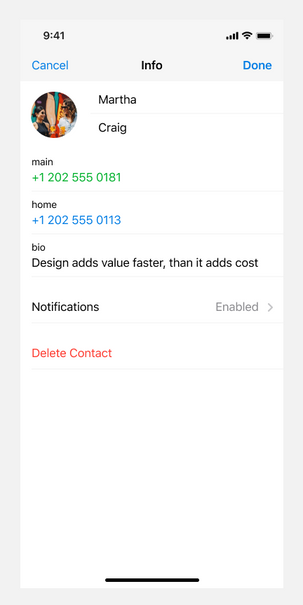 9:41
Cancel Info Done
Martha
Craig
main
+1 202 555 0181
home
+1 202 555 0113
bio
Design adds value faster, than it adds cost
Notifications Enabled
Delete Contact